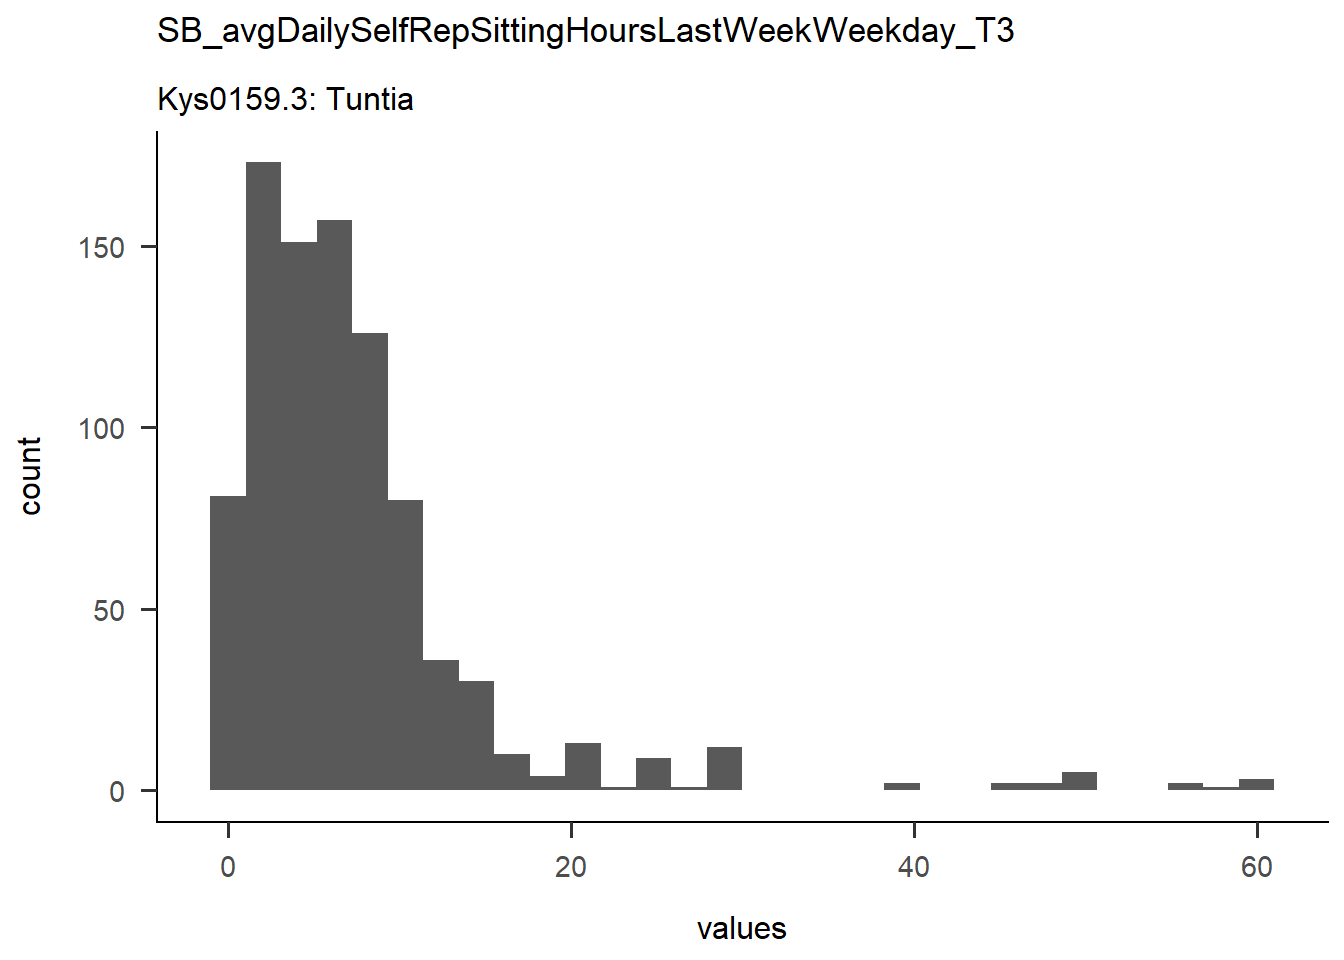 SB_avgDailySelfRepSittingHoursLastWeekWeekday_T3
Kys0159.3: Tuntia
150
100
50
0
count
0 20 40 60
values